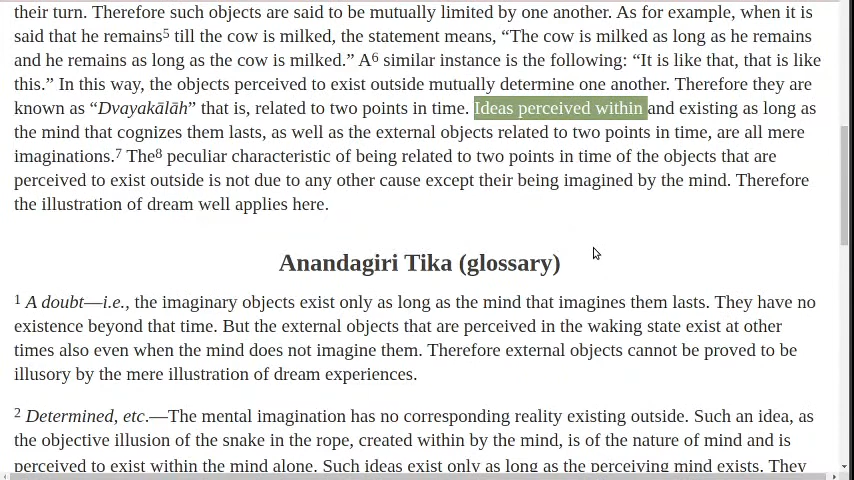 their turn. Therefore such objects are said to be mutually limited by one another. As for example, when it is
said that he remains5 till the cow is milked, the statement means, “The cow is milked as long as he remains
and he remains as long as the cow is milked.” A6 similar instance is the following: “It is like that, that is like
this.” In this way, the objects perceived to exist outside mutually determine one another. Therefore they are
known as “Dvayakālāh” that is, related to two points in time. Ideas perceived within and existing as long as
the mind that cognizes them lasts, as well as the external objects related to two points in time, are all mere
imaginations.7 The8 peculiar characteristic of being related to two points in time of the objects that are
perceived to exist outside is not due to any other cause except their being imagined by the mind. Therefore
the illustration of dream well applies here.
Anandagiri Tika (glossary)
1 A doubt—i.e., the imaginary objects exist only as long as the mind that imagines them lasts. They have no
existence beyond that time. But the external objects that are perceived in the waking state exist at other
times also even when the mind does not imagine them. Therefore external objects cannot be proved to be
illusory by the mere illustration of dream experiences.
2 Determined, etc.—The mental imagination has no corresponding reality existing outside. Such an idea, as
the objective illusion of the snake in the rope, created within by the mind, is of the nature of mind and is
perceived to exist within the mind alone. Such ideas exist only as long as the perceiving mind exists. They